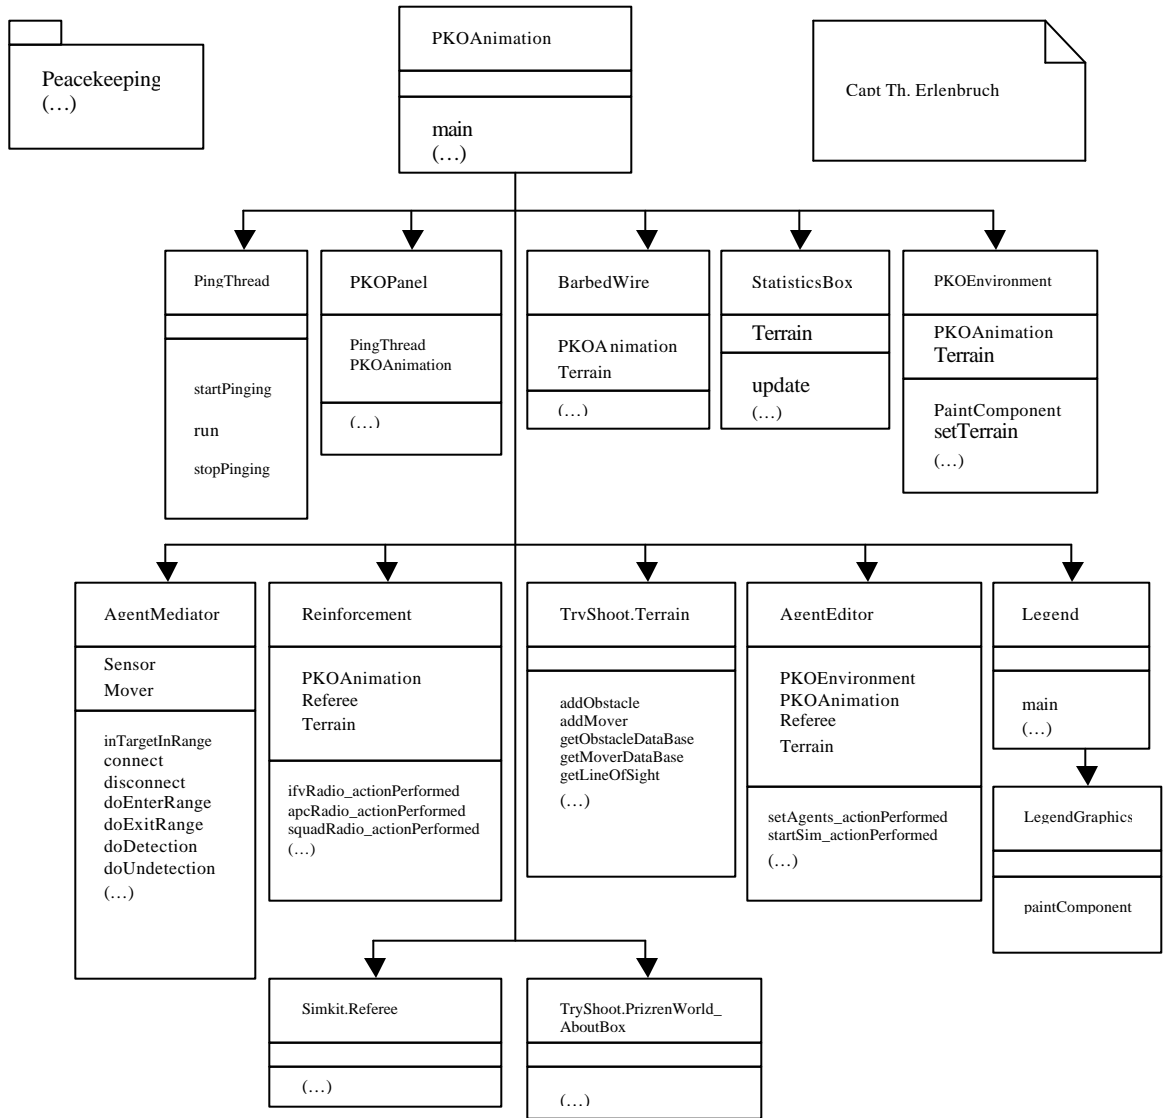 Peacekeeping
(...)
PKOAnimation
main
(...)
Capt Th. Erlenbruch
PingThread
startPinging
run
stopPinging
PKOPanel
PingThread
PKOAnimation
(...)
BarbedWire
PKOAnimation
Terrain
(...)
StatisticsBox
Terrain
update
(...)
PKOEnvironment
PKOAnimation
Terrain
PaintComponent
setTerrain
(...)
AgentMediator
Sensor
Mover
inTargetInRange
connect
disconnect
doEnterRange
doExitRange
doDetection
doUndetection
(...)
Reinforcement
PKOAnimation
Referee
Terrain
ifvRadio_actionPerformed
apcRadio_actionPerformed
squadRadio_actionPerformed
(...)
TryShoot.Terrain
addObstacle
addMover
getObstacleDataBase
getMoverDataBase
getLineOfSight
(...)
AgentEditor
PKOEnvironment
PKOAnimation
Referee
Terrain
setAgents_actionPerformed
startSim_actionPerformed
(...)
Legend
main
(...)
LegendGraphics
paintComponent
Simkit.Referee
(...)
TryShoot.PrizrenWorld_
AboutBox
(...)